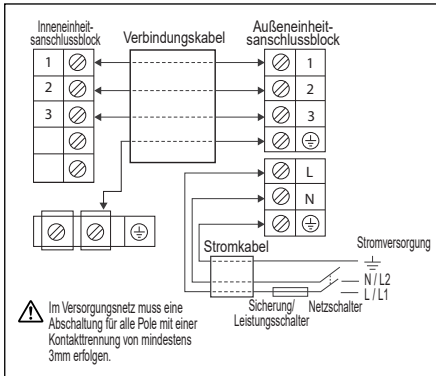 Inneneinheit-
sanschlussblock
Verbindungskabel
Außeneinheit-
sanschlussblock
1
1
2
2
3
3
L
N
Stromkabel
Stromversorgung
N / L2
L / L1
Sicherung/
Leistungsschalter
Netzschalter
Im Versorgungsnetz muss eine
Abschaltung für alle Pole mit einer
Kontakttrennung von mindestens
3mm erfolgen.